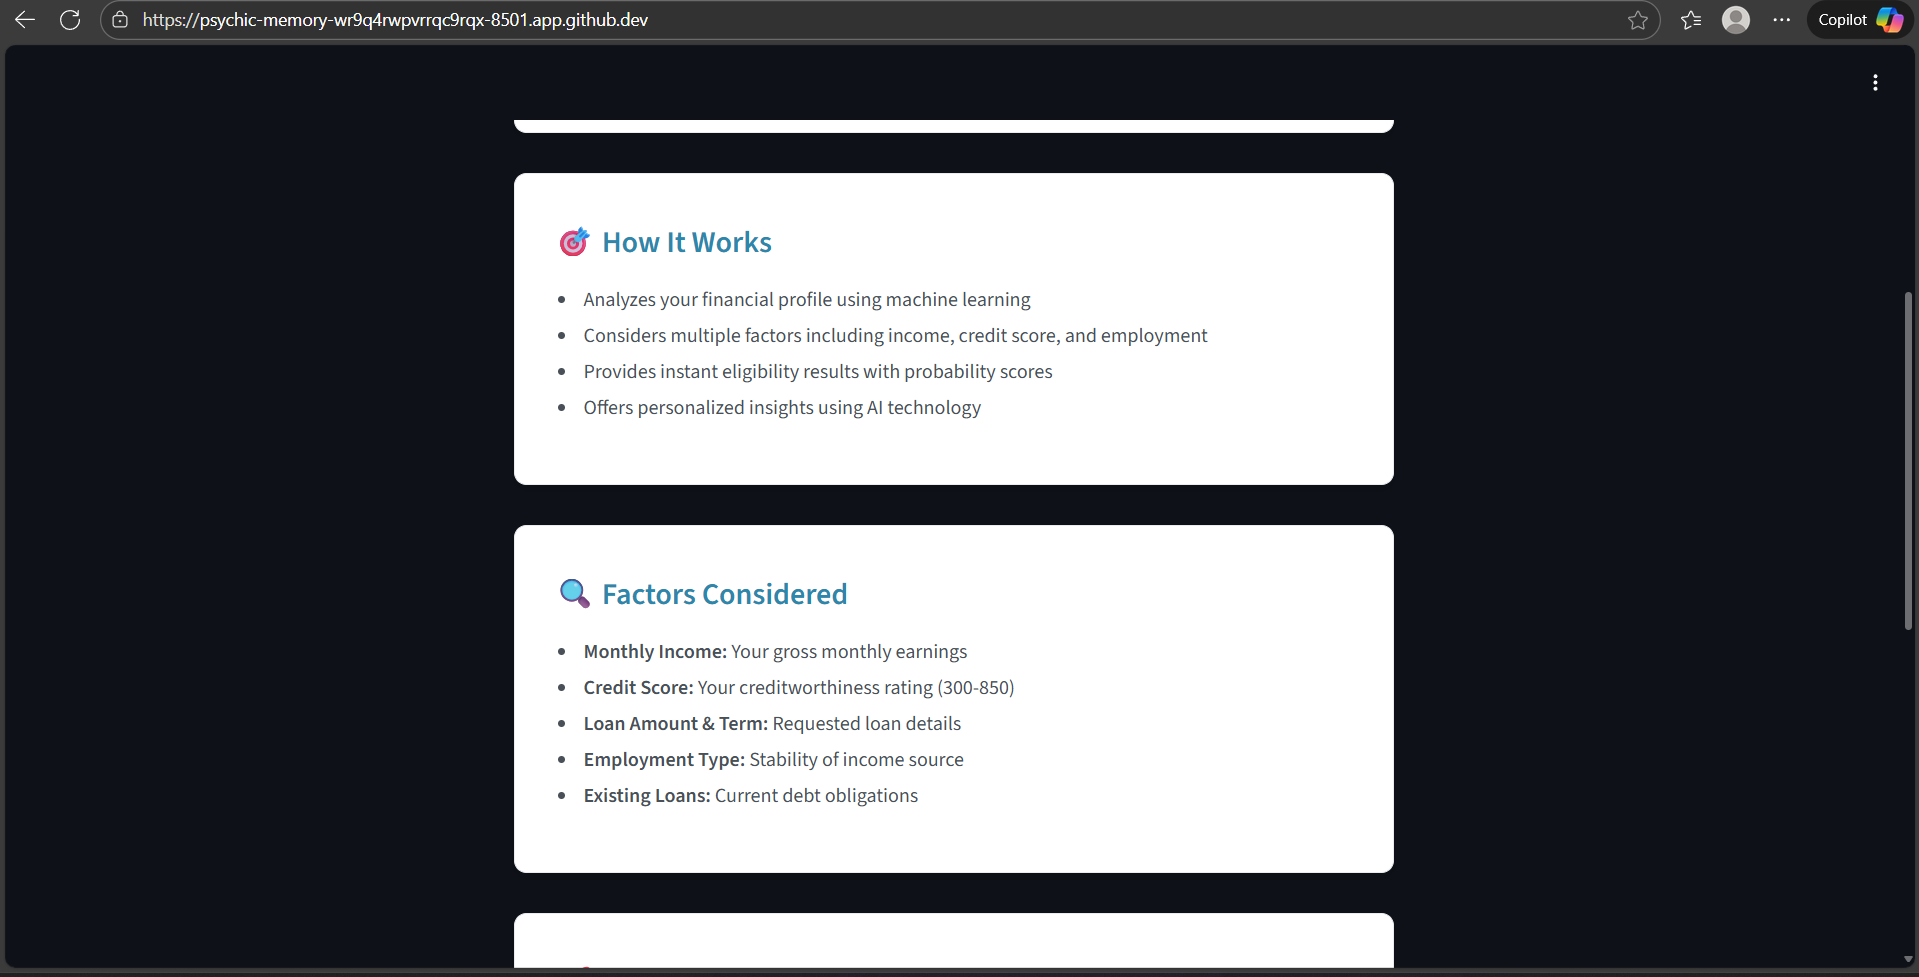 https://psychic-memory-wr9q4rwpvrrqc9rqx-8501.app.github.dev
Copilot
How It Works
Analyzes your financial profile using machine learning
Considers multiple factors including income, credit score, and employment
Provides instant eligibility results with probability scores
Offers personalized insights using AI technology
Factors Considered
Monthly Income: Your gross monthly earnings
Credit Score: Your creditworthiness rating (300-850)
Loan Amount & Term: Requested loan details
Employment Type: Stability of income source
Existing Loans: Current debt obligations